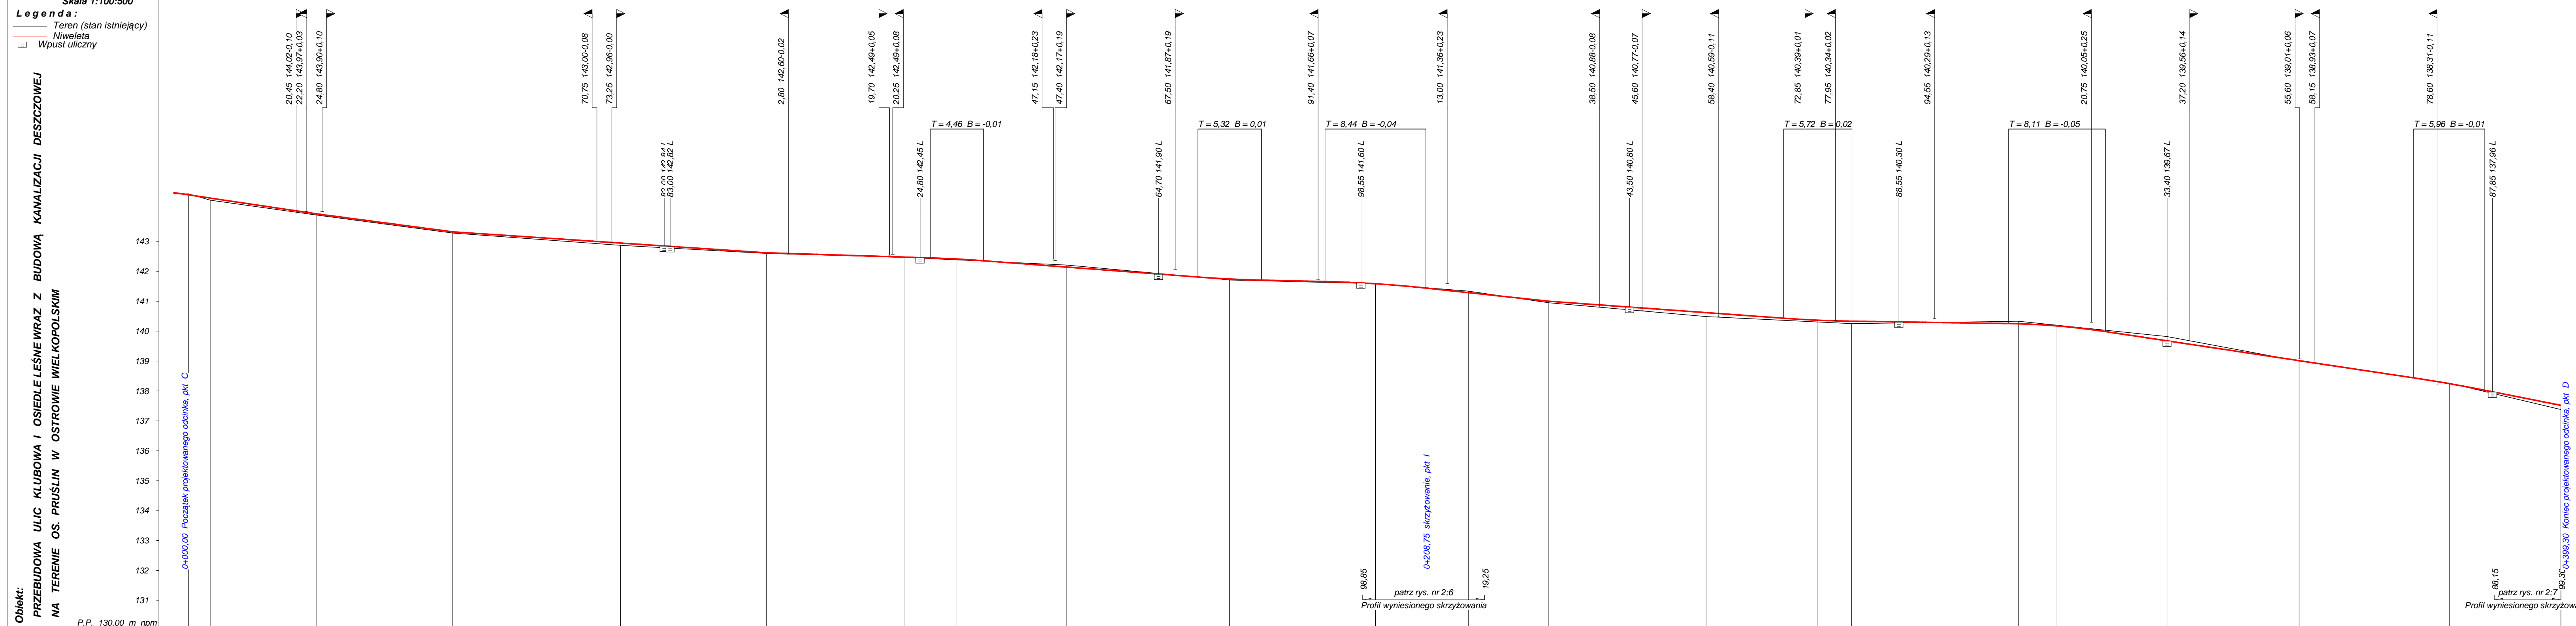 Skala 1:100:500
Legenda:
Teren (stan istniejący)
Niweleta
Wpust uliczny
Obiekt:
PRZEBUDOWA ULIC KLUBOWA I OSIEDLE LEŚNE WRAZ Z BUDOWĄ KANALIZACJI DESZCZOWEJ
NA TERENIE OS. PRUŚLIN W OSTROWIE WIELKOPOLSKIM
20,45 144,02-0,10
22,20 143,97+0,03
24,80 143,90+0,10
70,75 143,00-0,08
73,25 142,96-0,00
2,80 142,60-0,02
19,70 142,49+0,05
20,25 142,49+0,08
47,15 142,18+0,23
47,40 142,17+0,19
67,50 141,87+0,19
91,40 141,66+0,07
13,00 141,36+0,23
38,50 140,88-0,08
45,60 140,77-0,07
58,40 140,59-0,11
72,85 140,39+0,01
77,95 140,34+0,02
94,55 140,29+0,13
20,75 140,05+0,25
37,20 139,56+0,14
55,60 139,01+0,06
58,15 138,93+0,07
78,60 138,31-0,11
T = 4,46 B = -0,01
T = 5,32 B = 0,01
T = 8,44 B = -0,04
T = 5,72 B = 0,02
T = 8,11 B = -0,05
T = 5,96 B = -0,01
82,00 142,84 L
83,00 142,82 L
24,80 142,45 L
64,70 141,90 L
98,55 141,60 L
43,50 140,80 L
88,55 140,30 L
33,40 139,67 L
87,85 137,96 L
143
142
141
140
139
138
137
136
135
134
133
132
131
P.P. 130,00 m npm
0+000,00 Początek projektowanego odcinka, pkt C
0+208,75 skrzyżowanie, pkt I
0+399,30 Koniec projektowanego odcinka, pkt D
98,85
19,25
patrz rys. nr 2;6
Profil wyniesionego skrzyżowania
88,15
99,30
patrz rys. nr 2;7
Profil wyniesionego